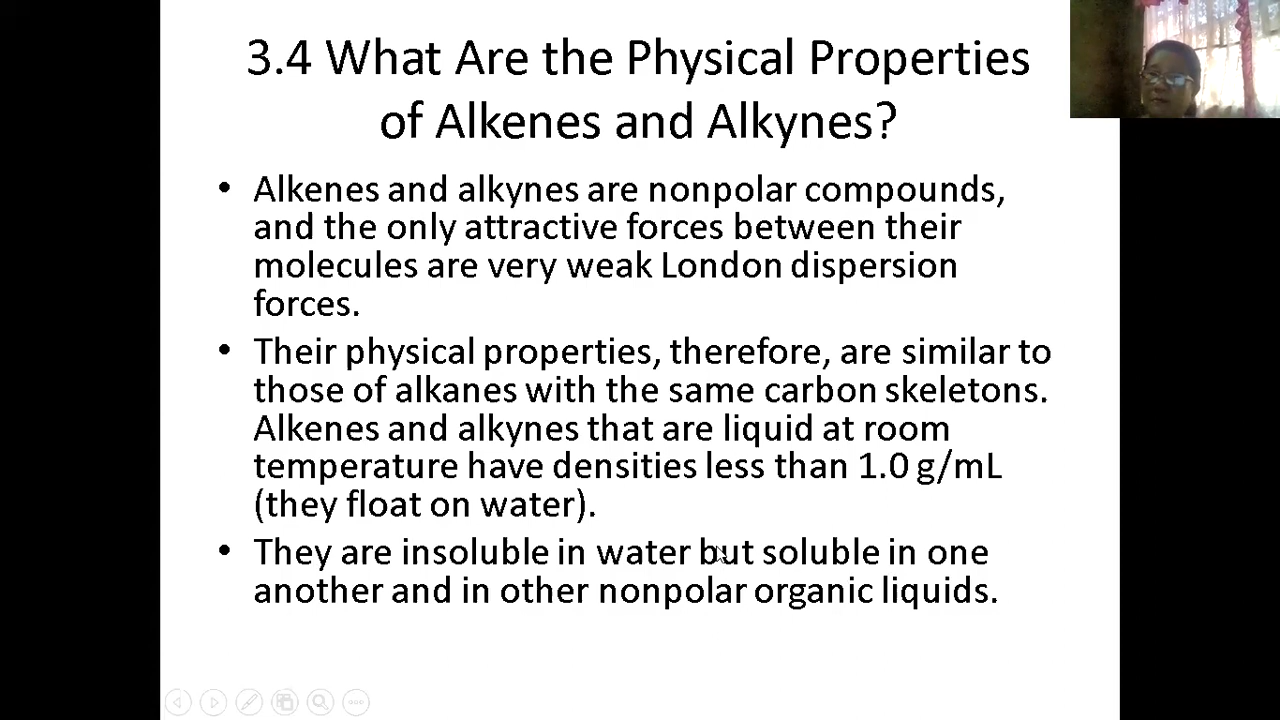 3.4 What Are the Physical Properties
of Alkenes and Alkynes?
• Alkenes and alkynes are nonpolar compounds,
and the only attractive forces between their
molecules are very weak London dispersion
forces.
• Their physical properties, therefore, are similar to
those of alkanes with the same carbon skeletons.
Alkenes and alkynes that are liquid at room
temperature have densities less than 1.0 g/mL
(they float on water).
• They are insoluble in water but soluble in one
another and in other nonpolar organic liquids.